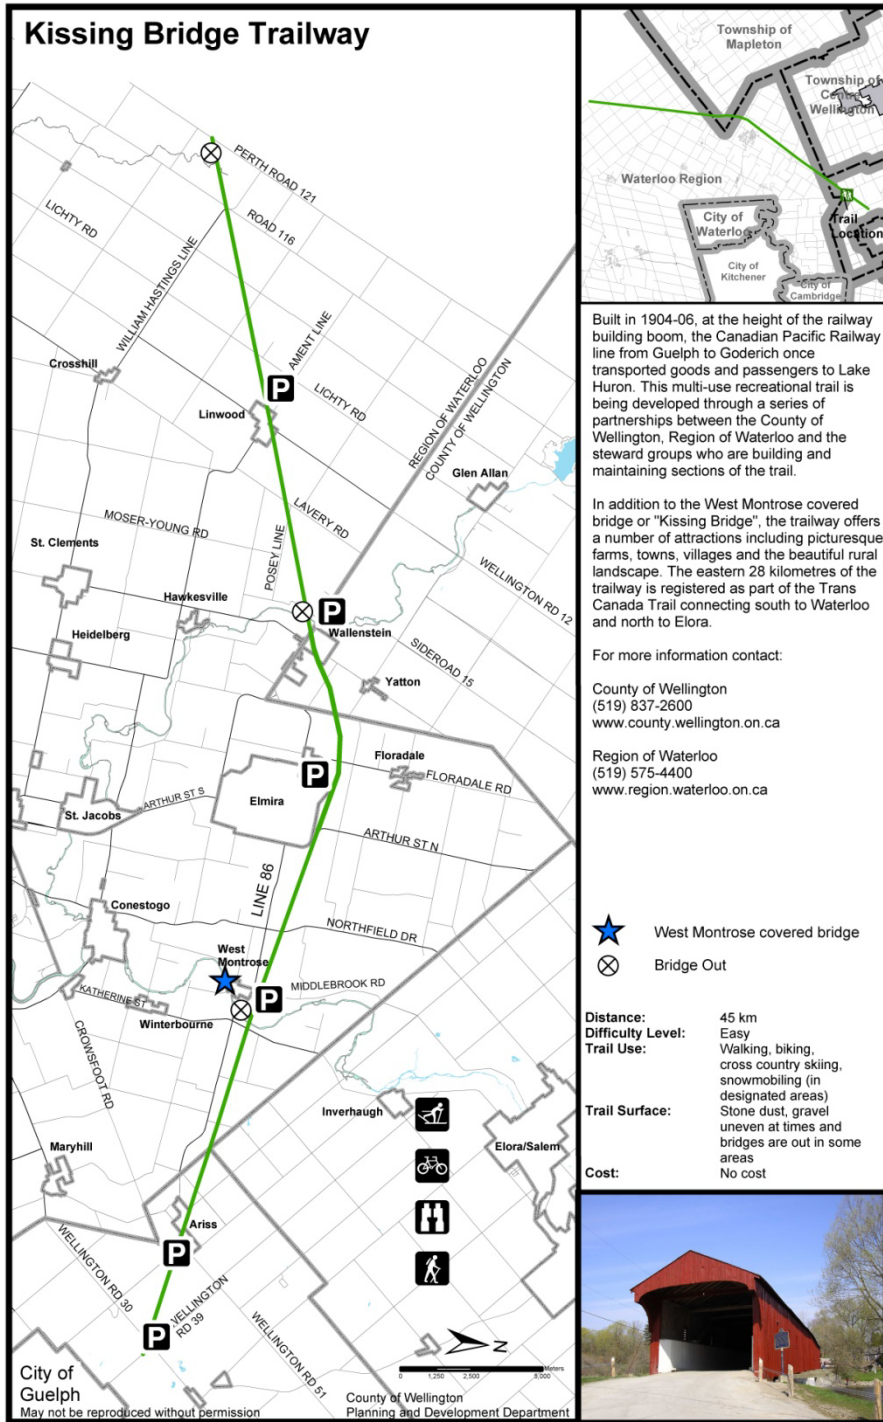 Kissing Bridge Trailway
PERTH ROAD 121
ROAD 116
LICHTY RD
WILLIAM HASTINGS LINE
AMENT LINE
Crosshill
LICHTY RD
Linwood
REGION OF WATERLOO
COUNTY OF WELLINGTON
Glen Allan
LAVERY RD
MOSER-YOUNG RD
POSEY LINE
St. Clements
WELLINGTON RD 12
Hawkesville
P
Wallenstein
Heidelberg
SIDEROAD 15
Yatton
P
Floradale
FLORADALE RD
P
ARTHUR ST S
Elmira
St. Jacobs
ARTHUR ST N
LINE 86
Conestogo
NORTHFIELD DR
West
Montrose
MIDDLEBROOK RD
KATHERINE ST
P
Winterbourne
CROWSFOOT RD
Inverhaugh
Elora/Salem
Maryhill
Ariss
P
WELLINGTON RD 30
WELLINGTON
RD 39
P
WELLINGTON RD 51
N
Meters
0 1,250 2,500 5,000
City of
Guelph
May not be reproduced without permission
County of Wellington
Planning and Development Department
Township of
Mapleton
Township of
Centre
Wellington
Waterloo Region
City of
Waterloo
Trail
Location
City of
Kitchener
City of
Cambridge
Built in 1904-06, at the height of the railway
building boom, the Canadian Pacific Railway
line from Guelph to Goderich once
transported goods and passengers to Lake
Huron. This multi-use recreational trail is
being developed through a series of
partnerships between the County of
Wellington, Region of Waterloo and the
steward groups who are building and
maintaining sections of the trail.
In addition to the West Montrose covered
bridge or "Kissing Bridge", the trailway offers
a number of attractions including picturesque
farms, towns, villages and the beautiful rural
landscape. The eastern 28 kilometres of the
trailway is registered as part of the Trans
Canada Trail connecting south to Waterloo
and north to Elora.
For more information contact:
County of Wellington
(519) 837-2600
www.county.wellington.on.ca
Region of Waterloo
(519) 575-4400
www.region.waterloo.on.ca
West Montrose covered bridge
Bridge Out
Distance: 45 km
Difficulty Level: Easy
Trail Use: Walking, biking,
cross country skiing,
snowmobiling (in
designated areas)
Trail Surface: Stone dust, gravel
uneven at times and
bridges are out in some
areas
Cost: No cost